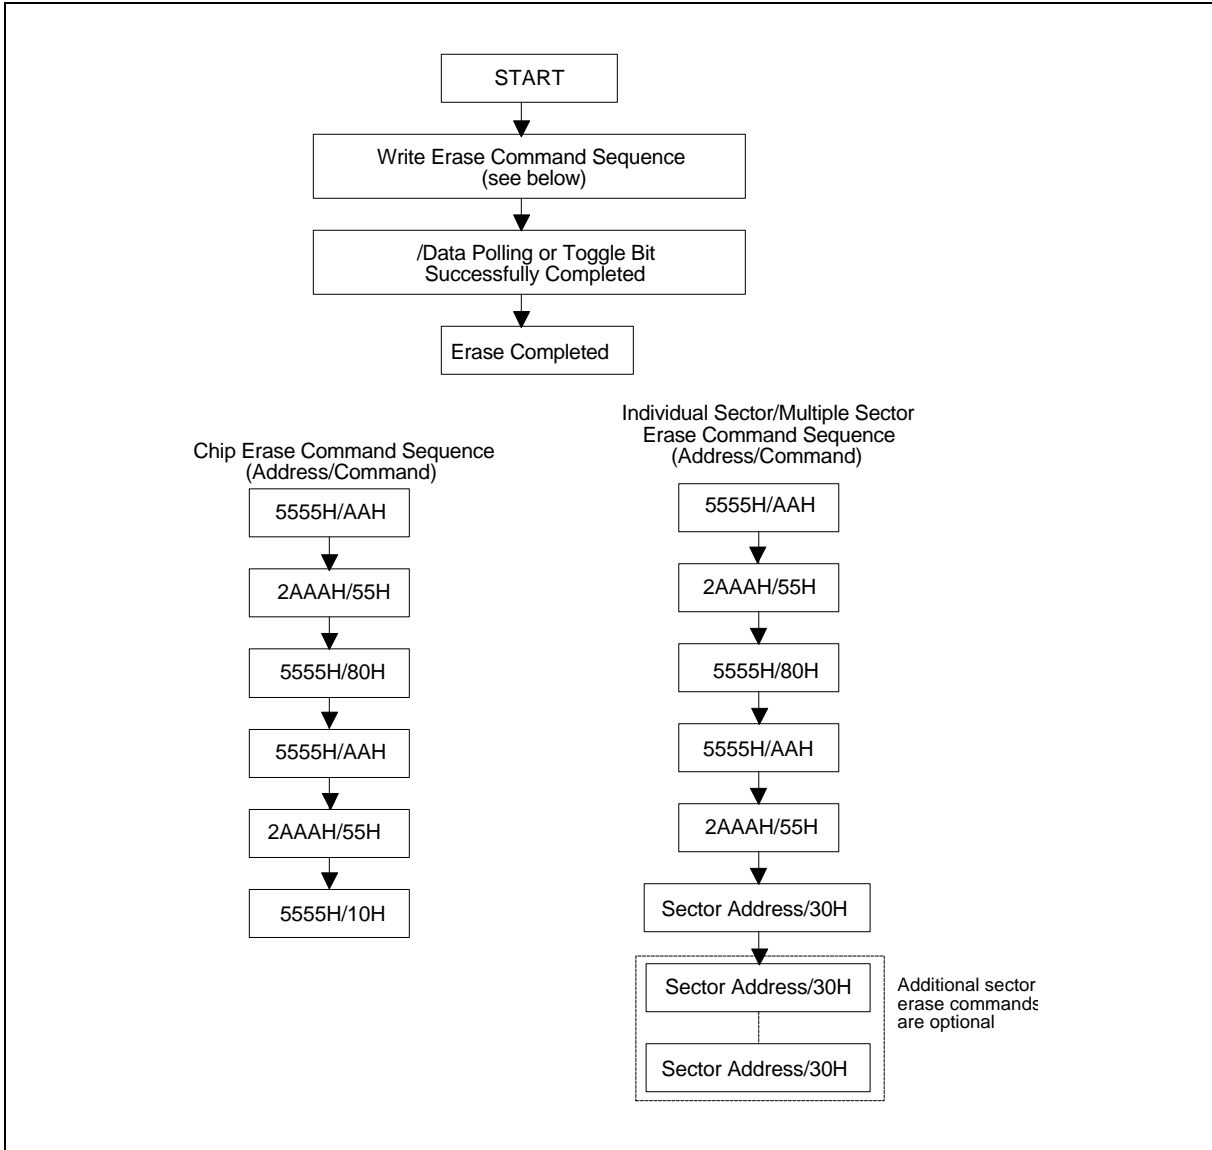 START
Write Erase Command Sequence
(see below)
/Data Polling or Toggle Bit
Successfully Completed
Erase Completed
Chip Erase Command Sequence
(Address/Command)
5555H/AAH
2AAAH/55H
5555H/80H
5555H/AAH
2AAAH/55H
5555H/10H
Individual Sector/Multiple Sector
Erase Command Sequence
(Address/Command)
5555H/AAH
2AAAH/55H
5555H/80H
5555H/AAH
2AAAH/55H
Sector Address/30H
Sector Address/30H
Sector Address/30H
Additional sector
erase commands
are optional